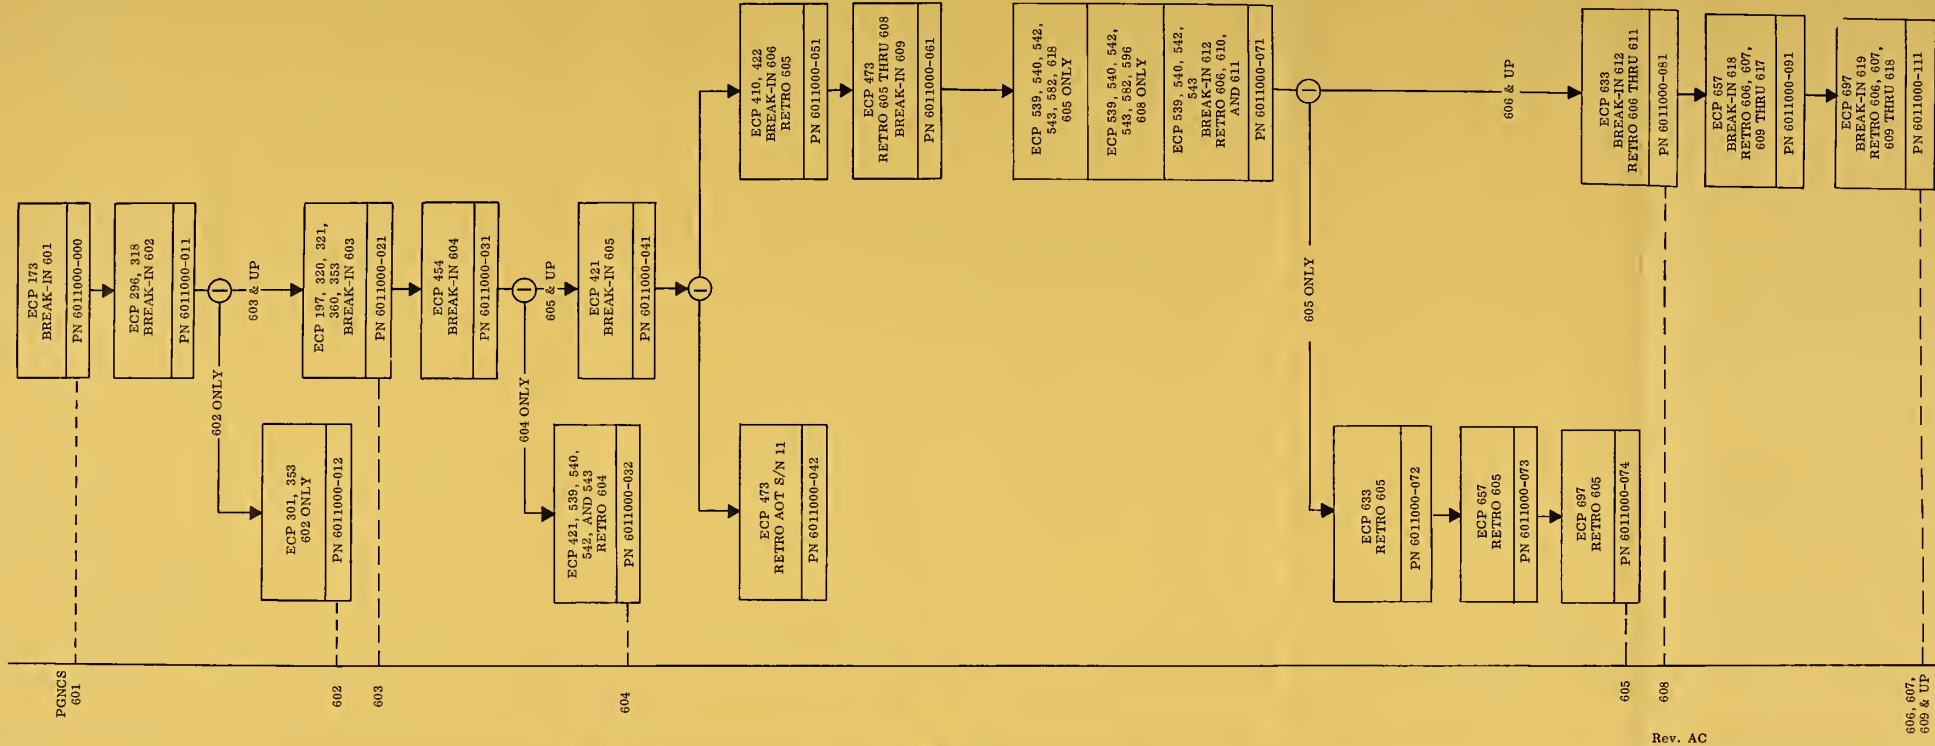 ECP 173
BREAK-IN 601
PN 6011000-000
ECP 296, 318
BREAK-IN 602
PN 6011000-011
602 ONLY
603 & UP
ECP 301, 353
602 ONLY
PN 6011000-012
ECP 197, 320, 321,
360, 353
BREAK-IN 603
PN 6011000-021
ECP 454
BREAK-IN 604
PN 6011000-031
604 ONLY
605 & UP
ECP 421, 539, 540,
542, AND 543
RETRO 604
PN 6011000-032
ECP 421
BREAK-IN 605
PN 6011000-041
ECP 473
RETRO AOT S/N 11
PN 6011000-042
ECP 410, 422
BREAK-IN 606
RETRO 605
PN 6011000-051
ECP 473
RETRO 605 THRU 608
BREAK-IN 609
PN 6011000-061
ECP 539, 540, 542,
543, 582, 618
605 ONLY
ECP 539, 540, 542,
543, 582, 596
608 ONLY
ECP 539, 540, 542,
543
BREAK-IN 612
RETRO 606, 610,
AND 611
PN 6011000-071
605 ONLY
606 & UP
ECP 633
RETRO 605
PN 6011000-072
ECP 657
RETRO 605
PN 6011000-073
ECP 697
RETRO 605
PN 6011000-074
ECP 633
BREAK-IN 612
RETRO 606 THRU 611
PN 6011000-081
ECP 657
BREAK-IN 618
RETRO 606, 607,
609 THRU 617
PN 6011000-091
ECP 697
BREAK-IN 619
RETRO 606, 607,
609 THRU 618
PN 6011000-111
PGNCS
601
602
603
604
605
608
606, 607,
609 & UP
Rev. AC